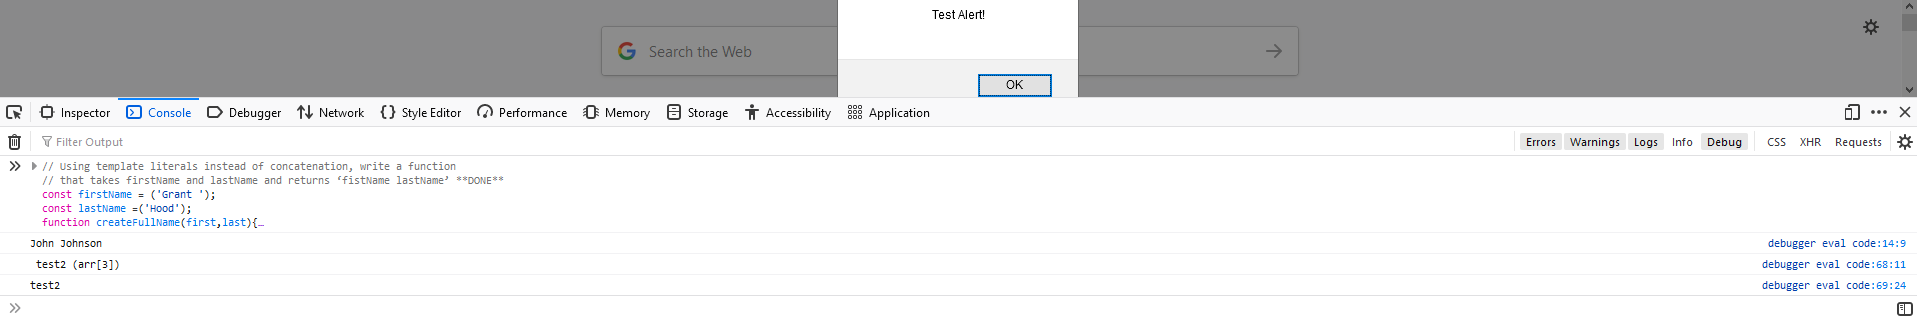 Test Alert!
Search the Web
OK
Inspector Console Debugger Network Style Editor Performance Memory Storage Accessibility Application
Filter Output Errors Warnings Logs Info Debug CSS XHR Requests
// Using template literals instead of concatenation, write a function
// that takes firstName and lastName and returns ‘fistName lastName’ **DONE**
const firstName = ('Grant ');
const lastName =('Hood');
function createFullName(first,last){…
John Johnson debugger eval code:14:9
test2 (arr[3]) debugger eval code:68:11
test2 debugger eval code:69:24